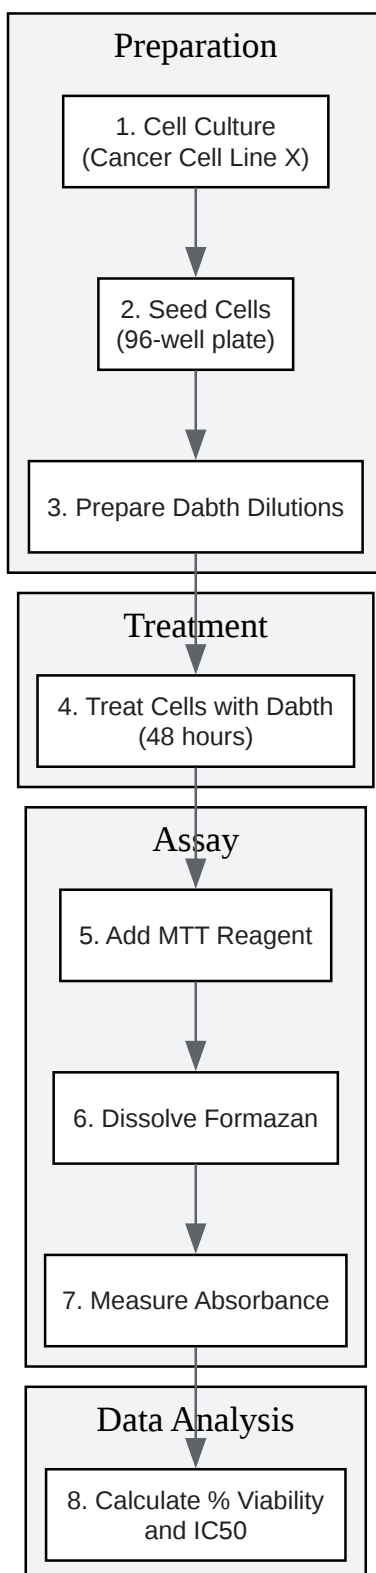 Preparation
1. Cell Culture
(Cancer Cell Line X)
2. Seed Cells
(96-well plate)
3. Prepare Dabth Dilutions
Treatment
4. Treat Cells with Dabth
(48 hours)
Assay
5. Add MTT Reagent
6. Dissolve Formazan
7. Measure Absorbance
Data Analysis
8. Calculate % Viability
and IC50